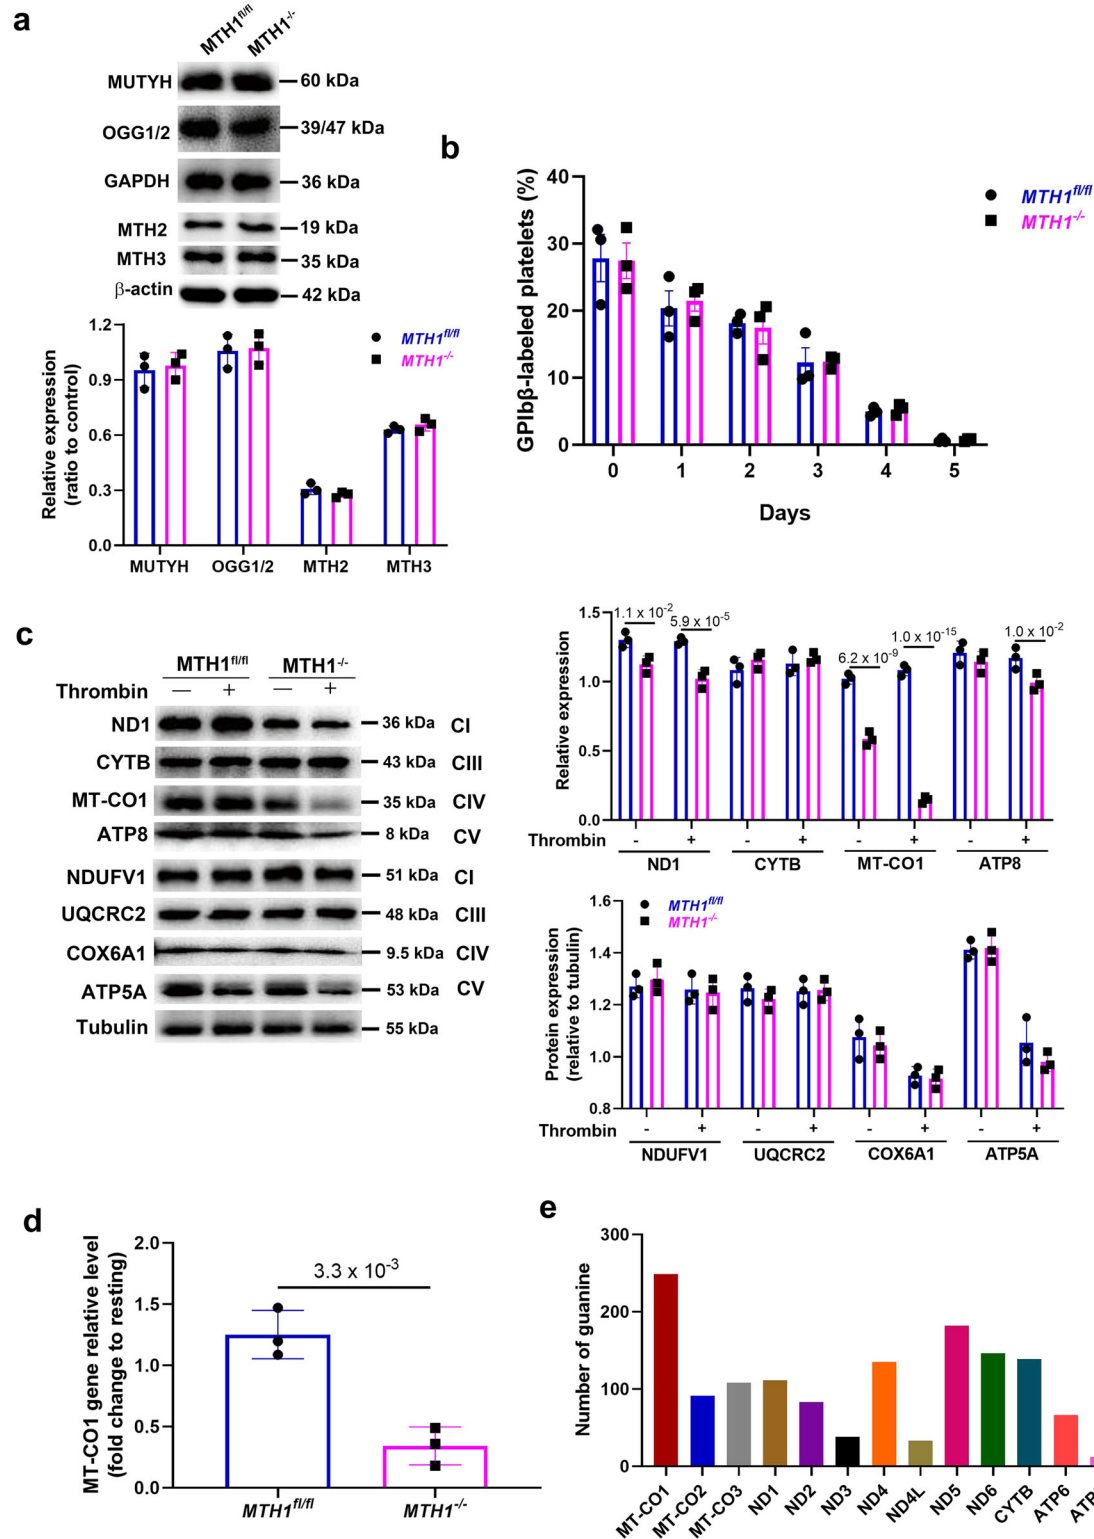 a
MTH1fl/fl
MTH1-/-
MUTYH
60 kDa
OGG1/2
39/47 kDa
GAPDH
36 kDa
MTH2
19 kDa
MTH3
35 kDa
β-actin
42 kDa
Relative expression
(ratio to control)
1.2
0.9
0.6
0.3
0.0
MTH1fl/fl
MTH1-/-
MUTYH OGG1/2 MTH2 MTH3
b
GPIbβ-labeled platelets (%)
40
30
20
10
0
MTH1fl/fl
MTH1-/-
0 1 2 3 4 5
Days
c
MTH1fl/fl MTH1-/-
Thrombin — + — +
ND1 36 kDa CI
CYTB 43 kDa CIII
MT-CO1 35 kDa CIV
ATP8 8 kDa CV
NDUFV1 51 kDa CI
UQCRC2 48 kDa CIII
COX6A1 9.5 kDa CIV
ATP5A 53 kDa CV
Tubulin 55 kDa
Relative expression
1.5
1.0
0.5
0.0
1.1 x 10-2
5.9 x 10-5
6.2 x 10-9
1.0 x 10-15
1.0 x 10-2
Thrombin - + - + - + - +
ND1 CYTB MT-CO1 ATP8
Protein expression
(relative to tubulin)
1.6
1.4
1.2
1.0
0.8
MTH1fl/fl
MTH1-/-
Thrombin - + - + - + - +
NDUFV1 UQCRC2 COX6A1 ATP5A
d
MT-CO1 gene relative level
(fold change to resting)
2.0
1.5
1.0
0.5
0.0
3.3 x 10-3
MTH1fl/fl MTH1-/-
e
Number of guanine
300
200
100
0
MT-CO1 MT-CO2 MT-CO3 ND1 ND2 ND3 ND4 ND4L ND5 ND6 CYTB ATP6 ATP